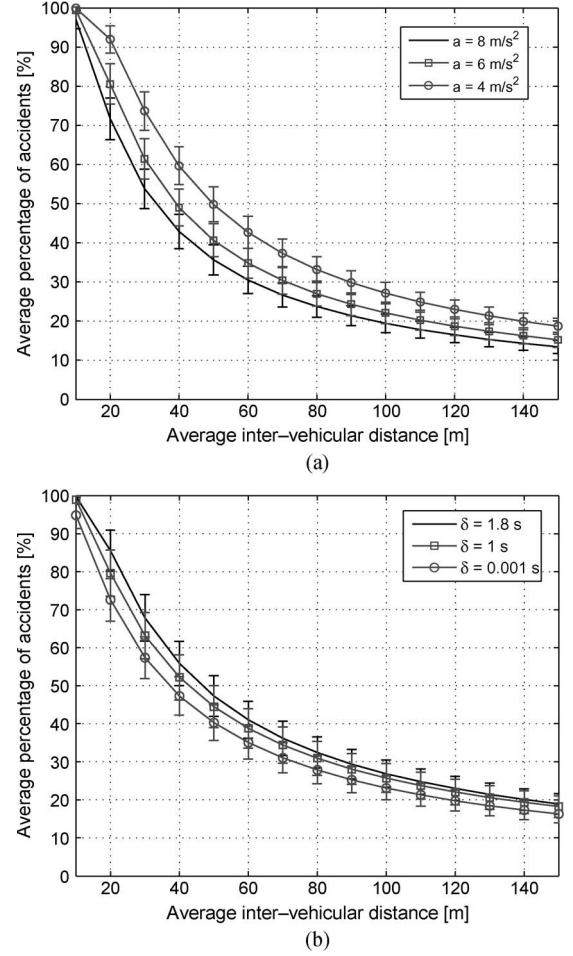 100
90
80
70
60
50
40
30
20
10
0
Average percentage of accidents [%]
a = 8 m/s²
a = 6 m/s²
a = 4 m/s²
20 40 60 80 100 120 140
Average inter–vehicular distance [m]
(a)
100
90
80
70
60
50
40
30
20
10
0
Average percentage of accidents [%]
δ = 1.8 s
δ = 1 s
δ = 0.001 s
20 40 60 80 100 120 140
Average inter–vehicular distance [m]
(b)